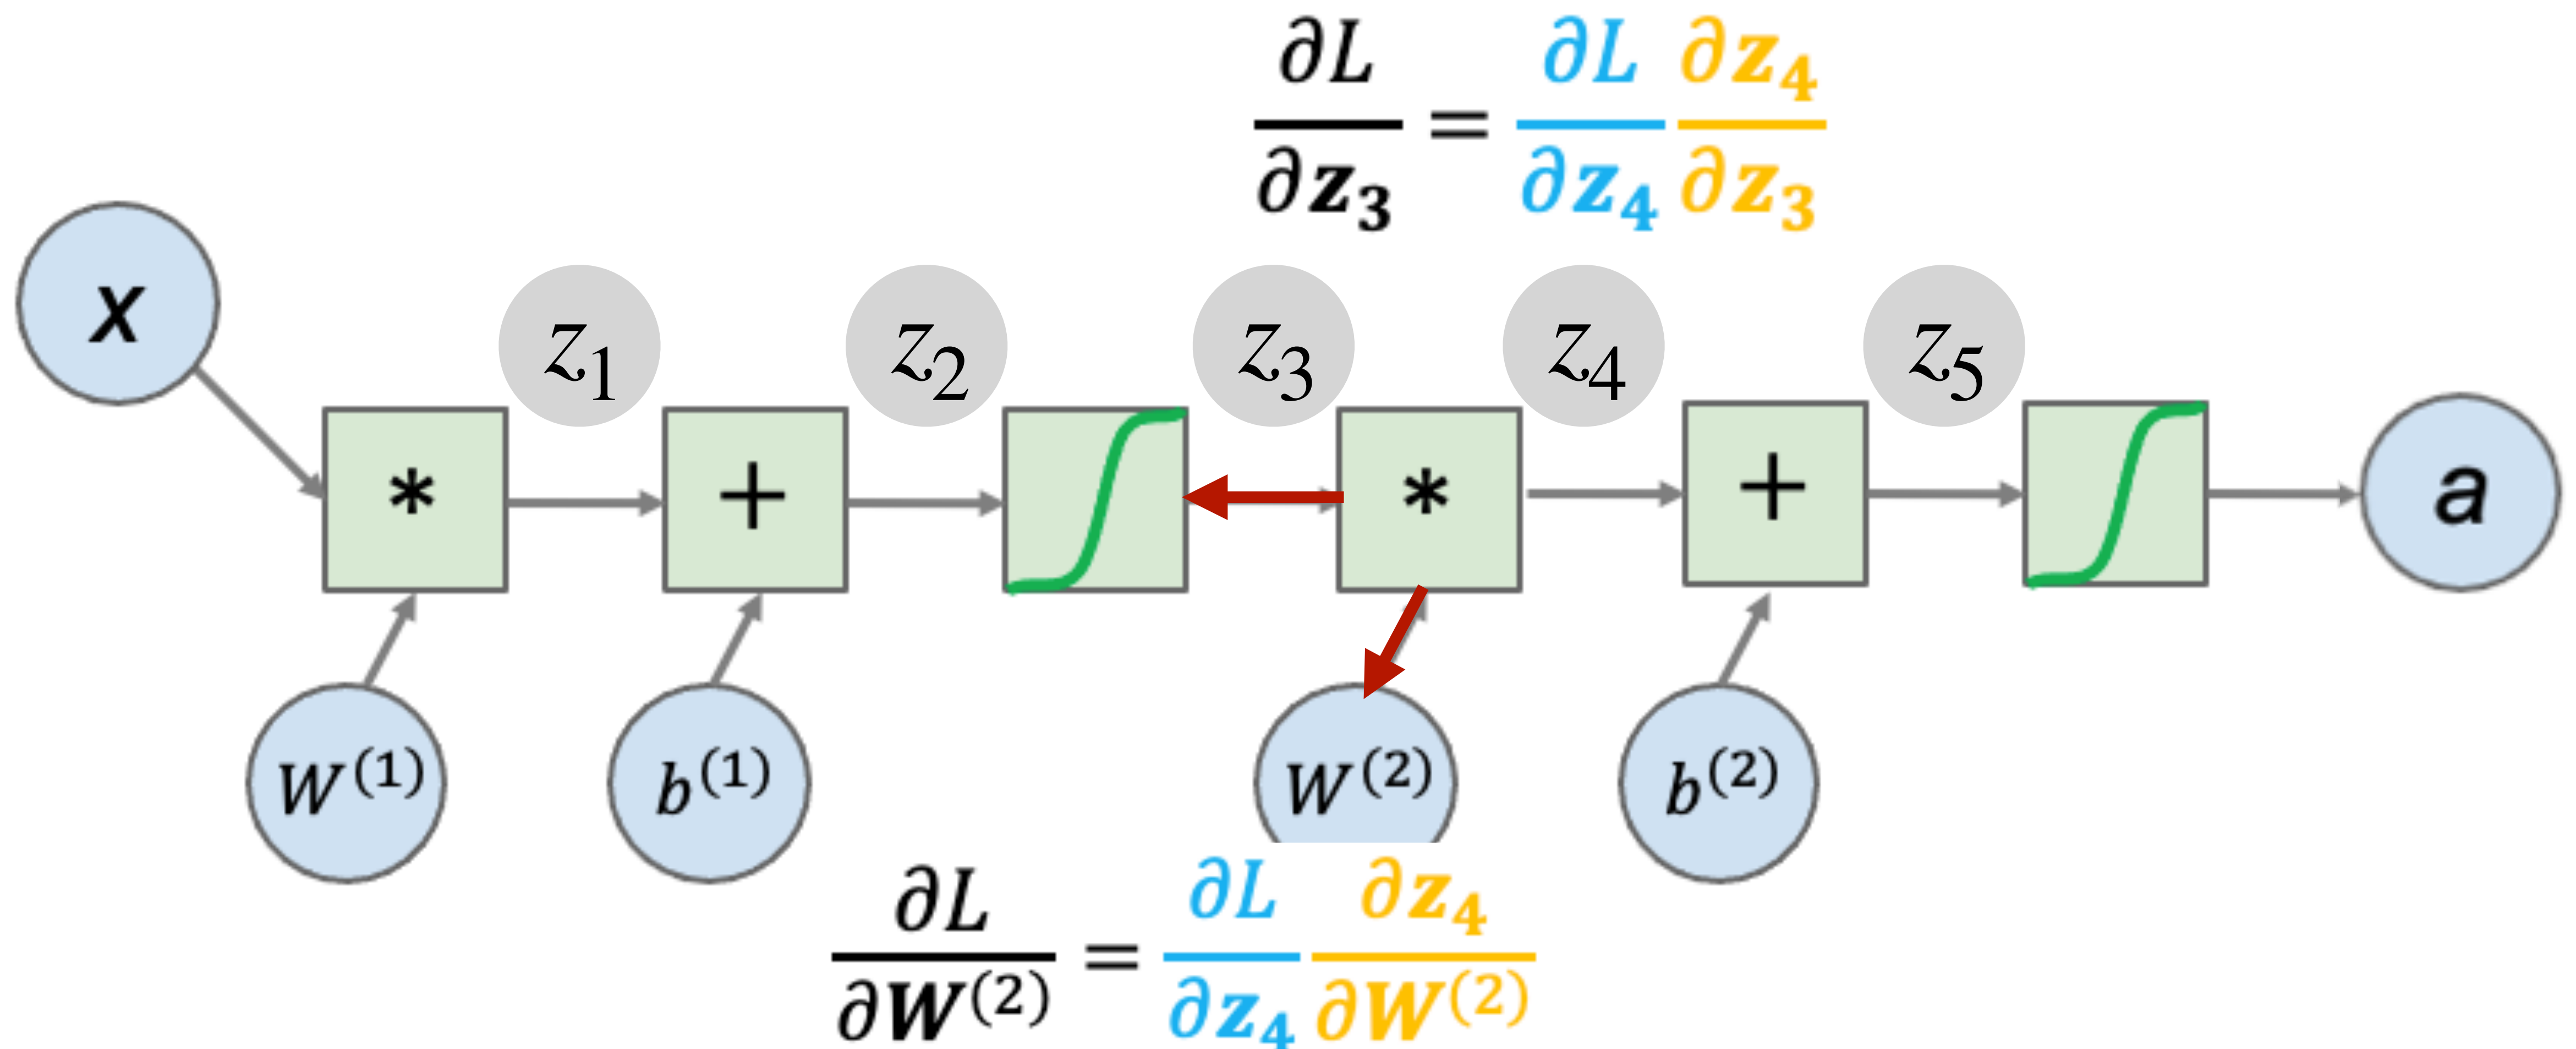 ∂L/∂z₃ = ∂L/∂z₄ ∂z₄/∂z₃
x
z₁ z₂ z₃ z₄ z₅
* + * + a
W⁽¹⁾ b⁽¹⁾ W⁽²⁾ b⁽²⁾
∂L/∂W⁽²⁾ = ∂L/∂z₄ ∂z₄/∂W⁽²⁾